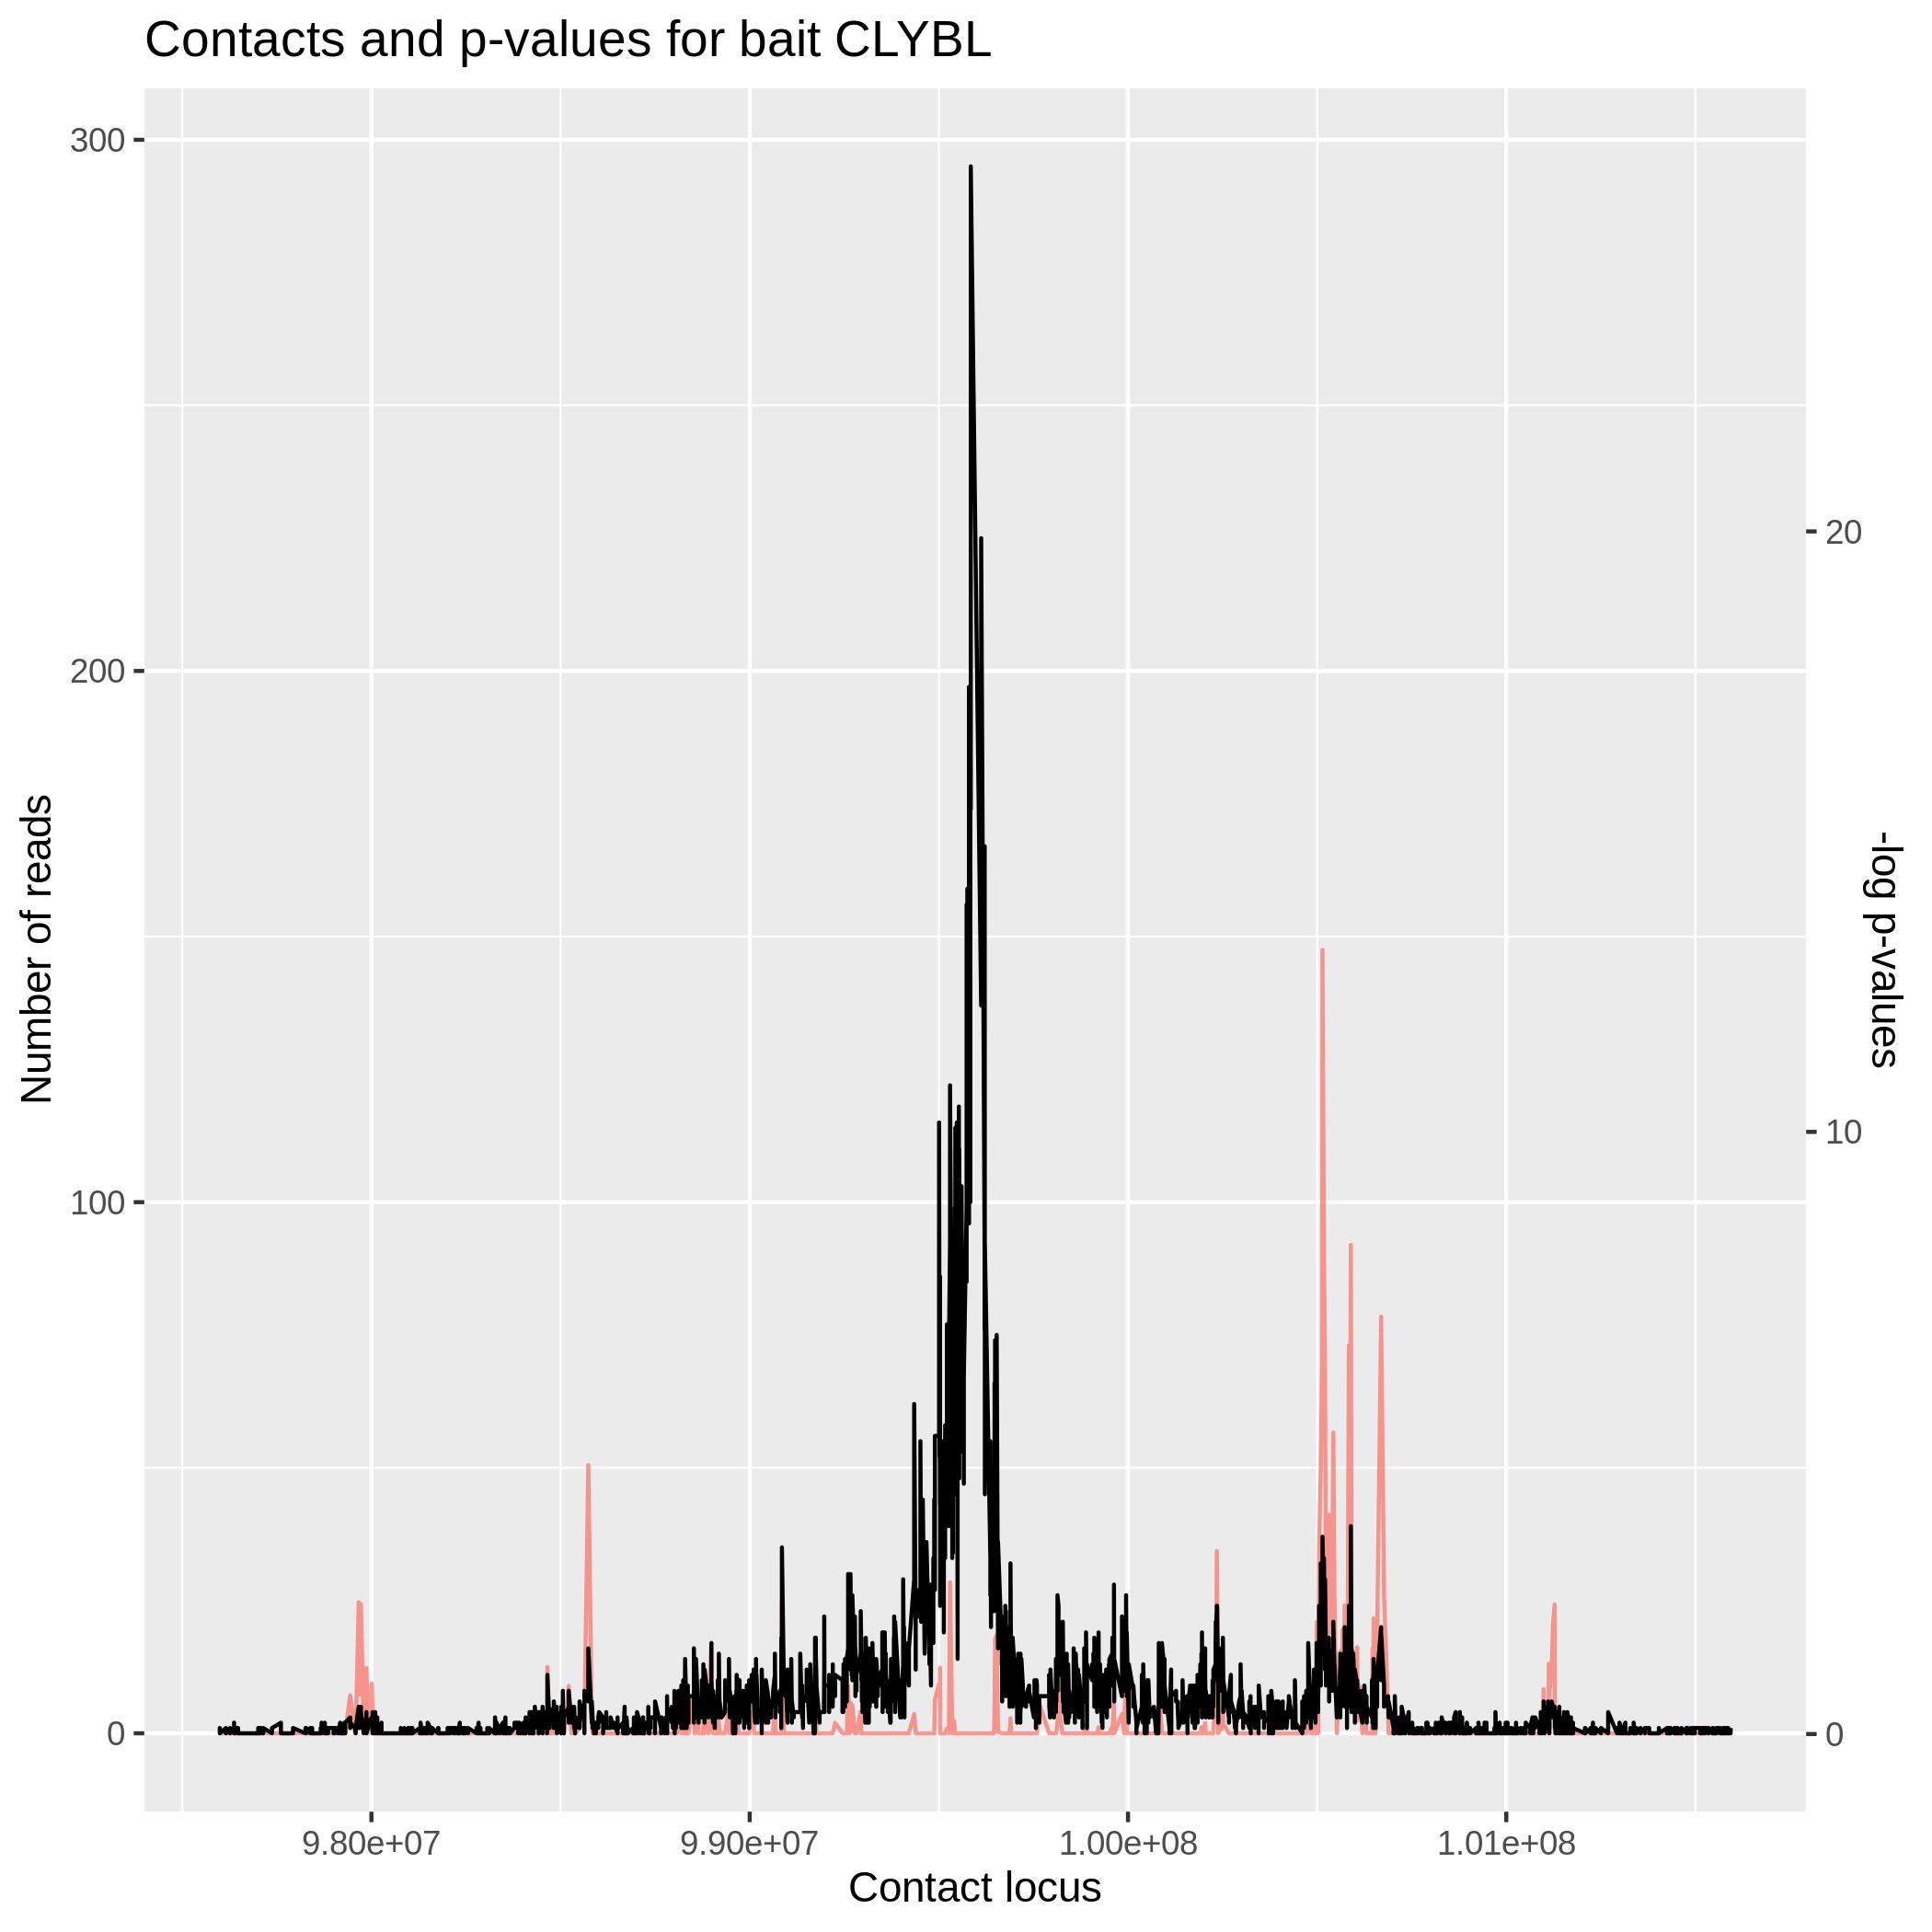 Contacts and p-values for bait CLYBL
300
200
100
0
Number of reads
20
10
0
-log p-values
9.80e+07
9.90e+07
1.00e+08
1.01e+08
Contact locus